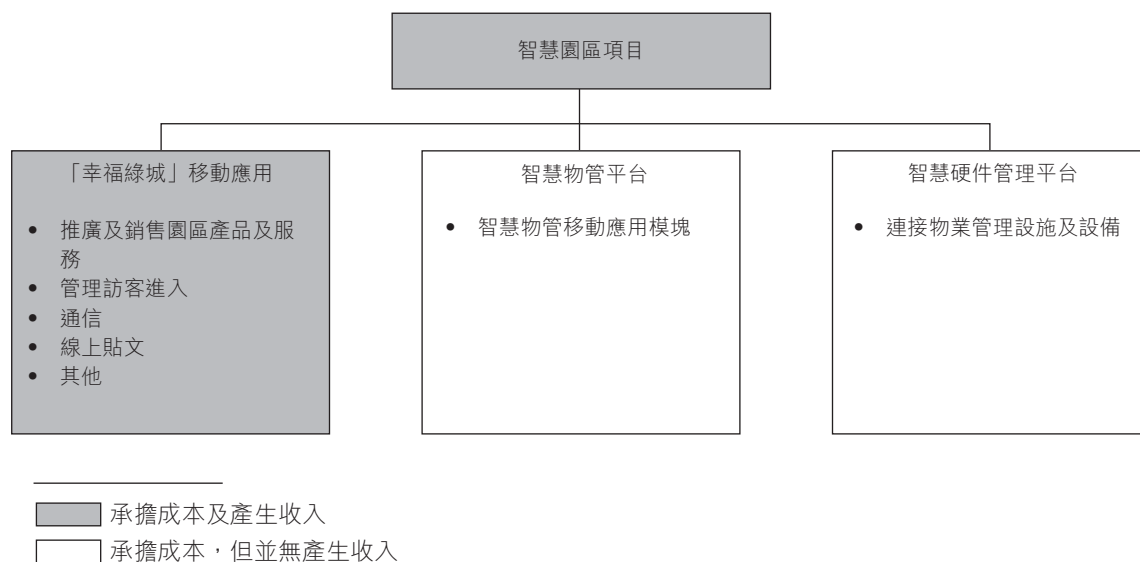 智慧園區項目
「幸福綠城」移動應用
• 推廣及銷售園區產品及服
務
• 管理訪客進入
• 通信
• 線上貼文
• 其他
智慧物管平台
• 智慧物管移動應用模塊
智慧硬件管理平台
• 連接物業管理設施及設備
承擔成本及產生收入
承擔成本，但並無產生收入